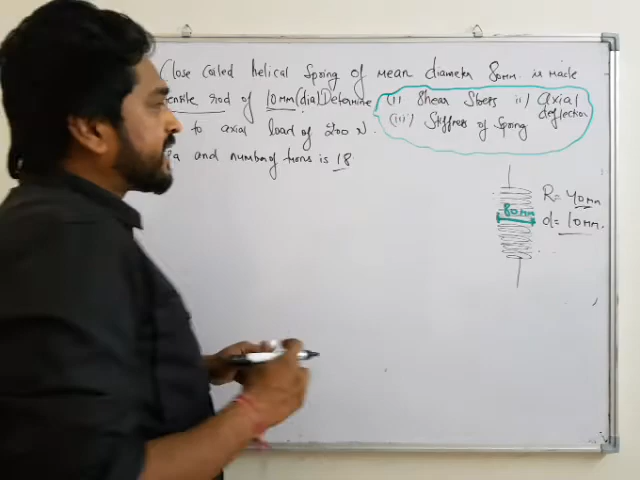 Close coiled helical Spring of mean diameter 80mm. is made
tensile rod of 10mm(dia) Determine (i) Shear Stress ii) Axial deflection
to axial load of 200 N. (iii) Stiffness of Spring
and number of turns is 18
80mm
R= 40mm
d= 10mm.